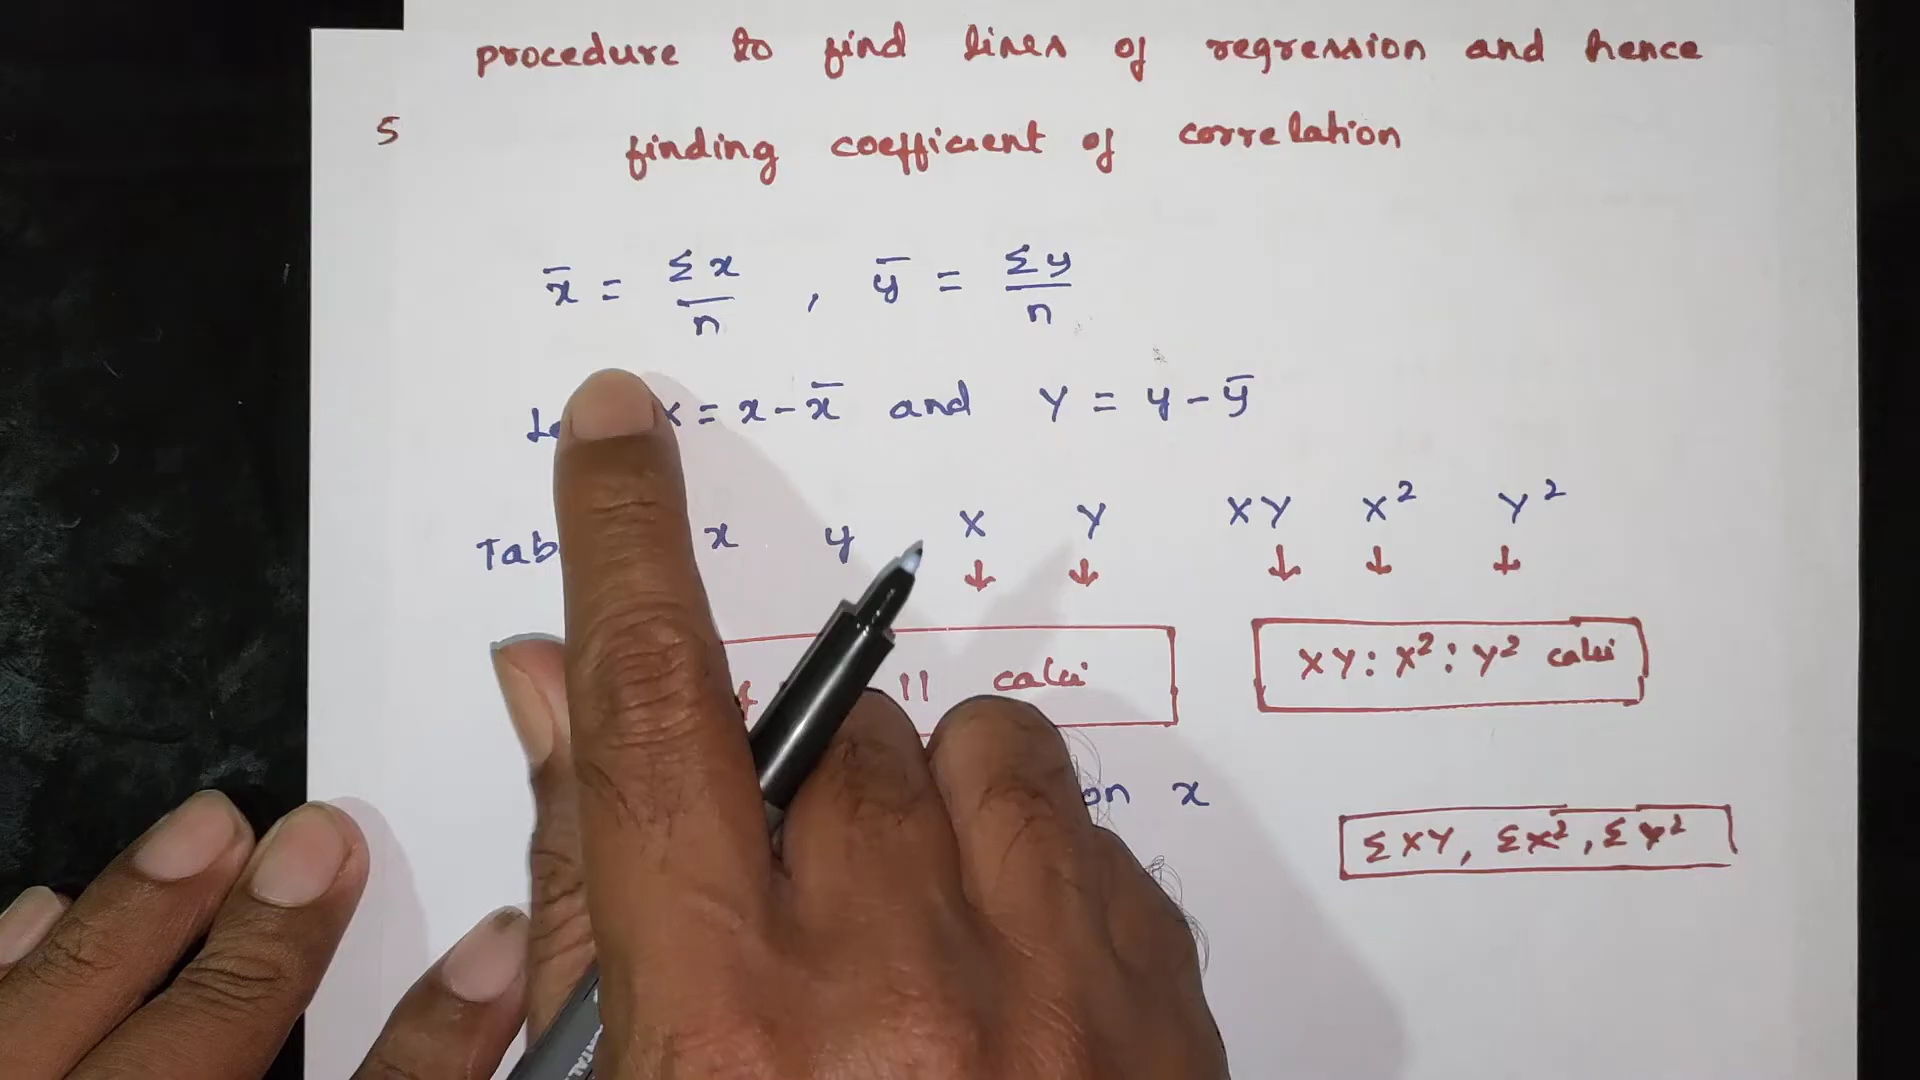 procedure to find lines of regression and hence
5 finding coefficient of correlation
x̄ = Σx/n , ȳ = Σy/n
X = x - x̄ and Y = y - ȳ
x y X Y XY X² Y²
↓ ↓ ↓ ↓ ↓
calci
XY : X² : Y² calci
on x
ΣXY, ΣX², ΣY²